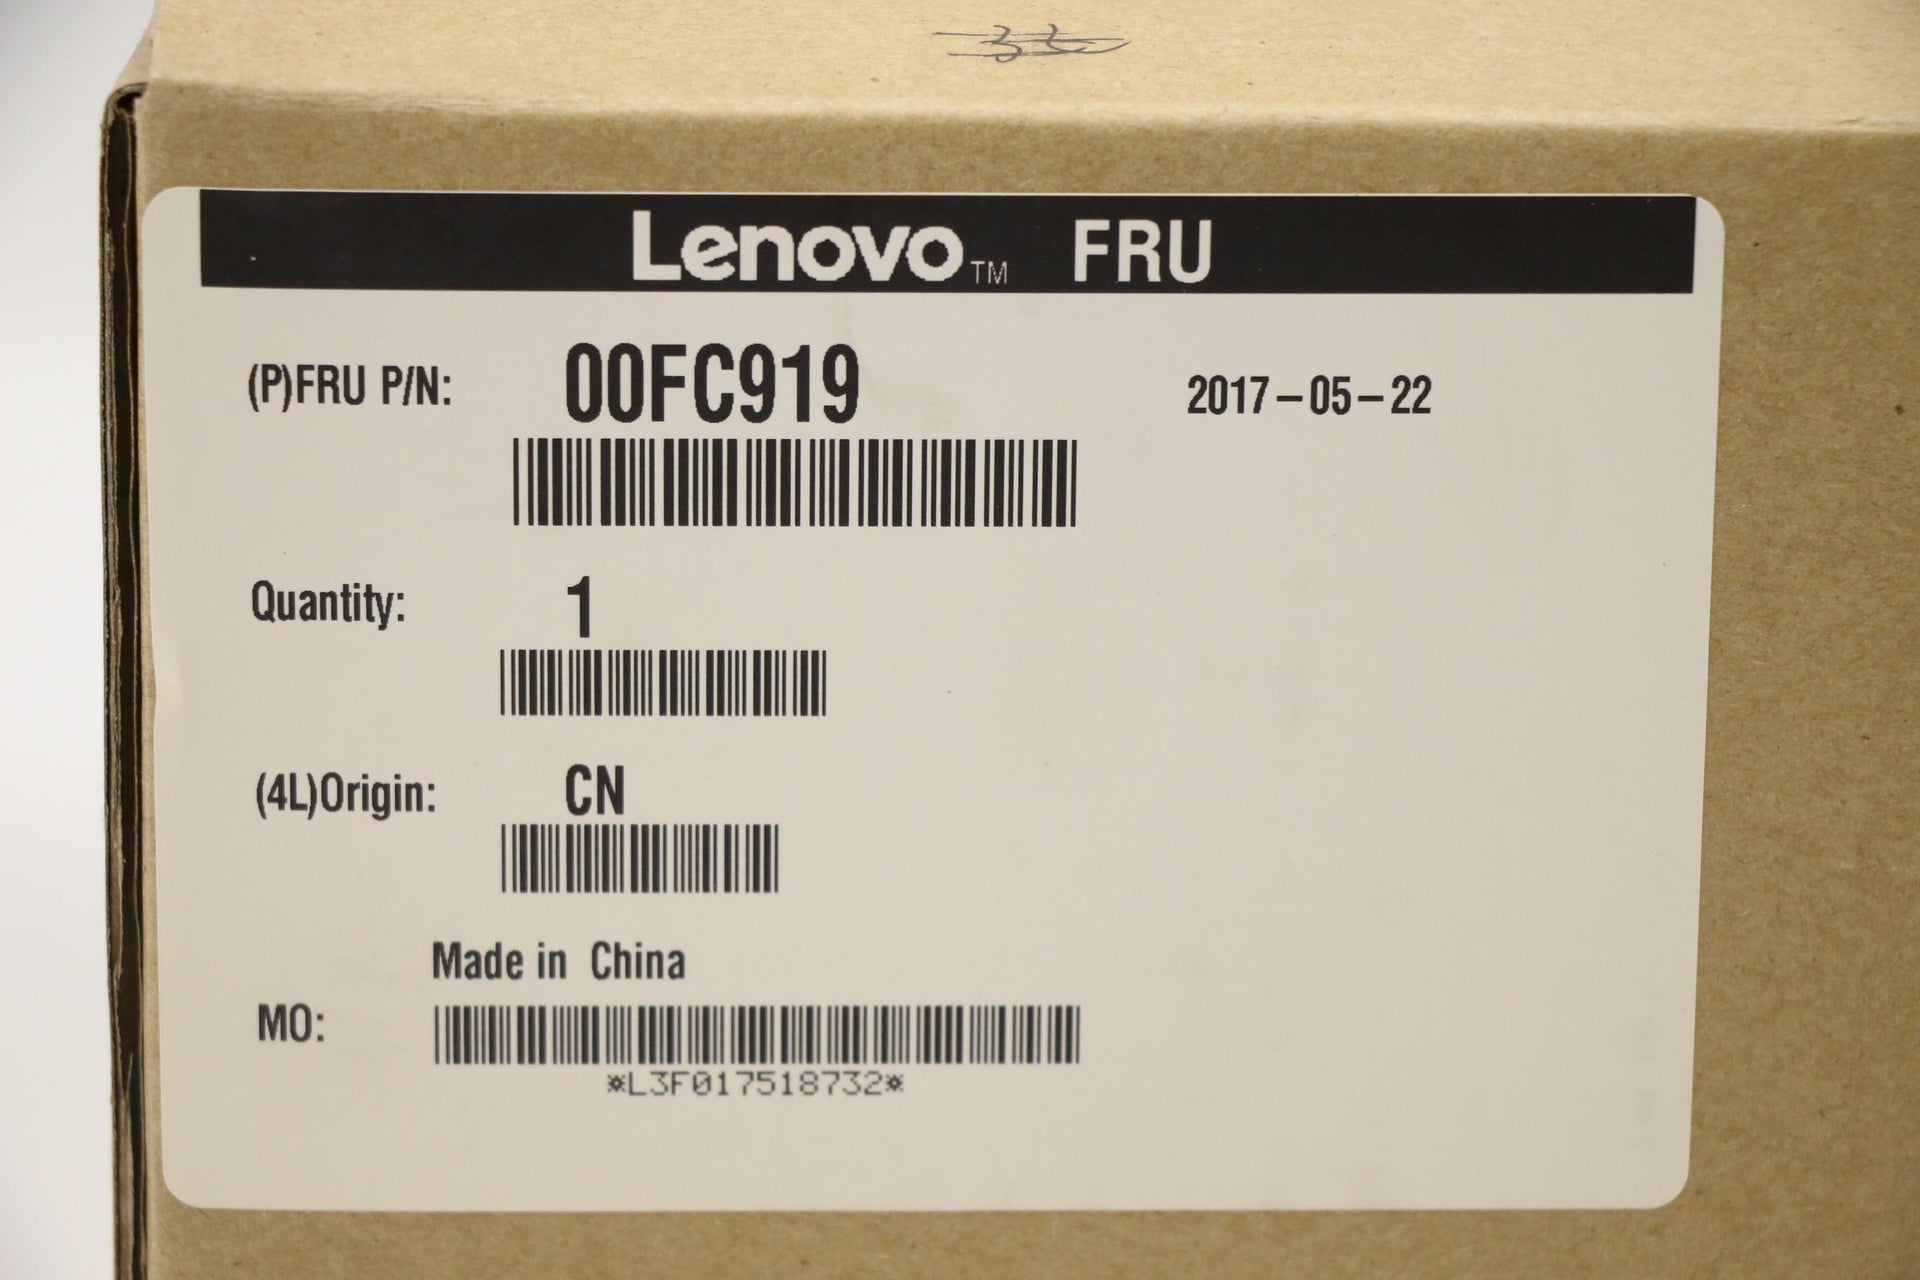 Lenovo™ FRU
(P)FRU P/N: 00FC919 2017-05-22
Quantity: 1
(4L)Origin: CN
Made in China
MO:
*L3F017518732*